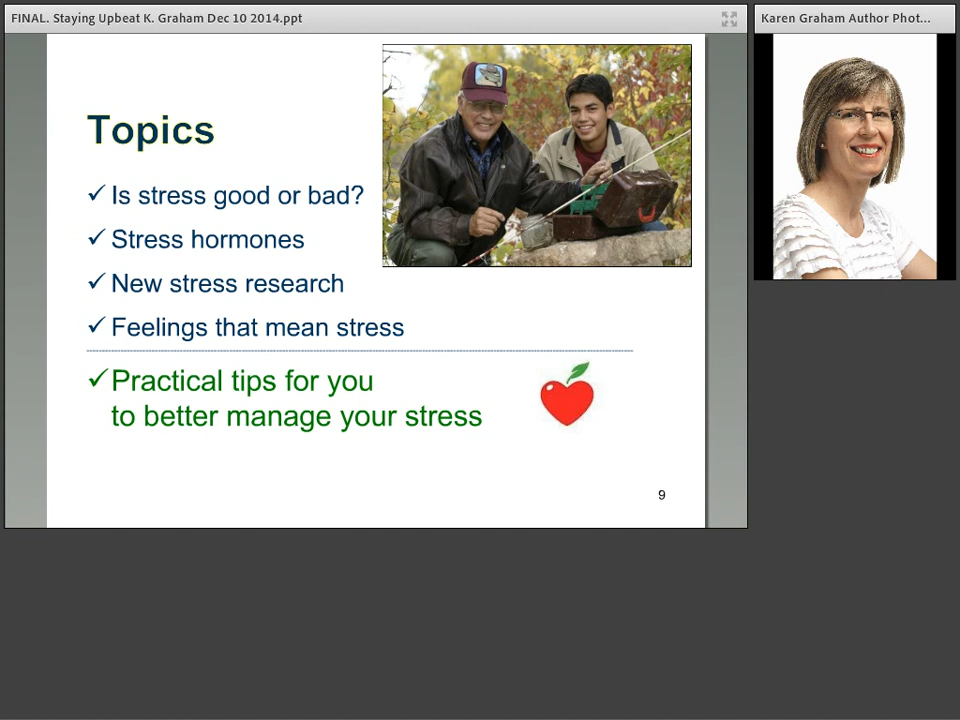 FINAL. Staying Upbeat K. Graham Dec 10 2014.ppt
Karen Graham Author Phot...
Topics
✓ Is stress good or bad?
✓ Stress hormones
✓ New stress research
✓ Feelings that mean stress
✓ Practical tips for you
to better manage your stress
9